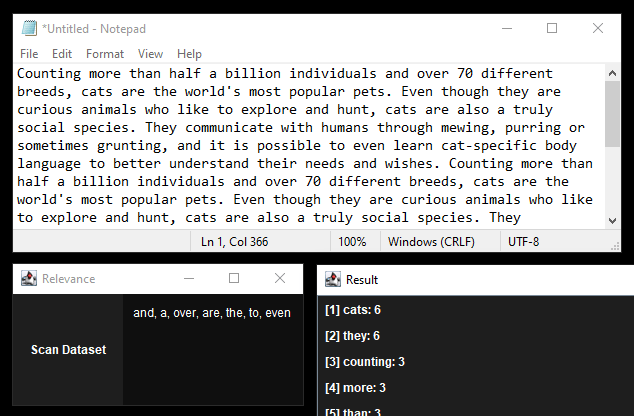 *Untitled - Notepad
File Edit Format View Help
Counting more than half a billion individuals and over 70 different
breeds, cats are the world's most popular pets. Even though they are
curious animals who like to explore and hunt, cats are also a truly
social species. They communicate with humans through mewing, purring or
sometimes grunting, and it is possible to even learn cat-specific body
language to better understand their needs and wishes. Counting more than
half a billion individuals and over 70 different breeds, cats are the
world's most popular pets. Even though they are curious animals who like
to explore and hunt, cats are also a truly social species. They
Ln 1, Col 366 100% Windows (CRLF) UTF-8
Relevance
Scan Dataset
and, a, over, are, the, to, even
Result
[1] cats: 6
[2] they: 6
[3] counting: 3
[4] more: 3
[5] than: 3